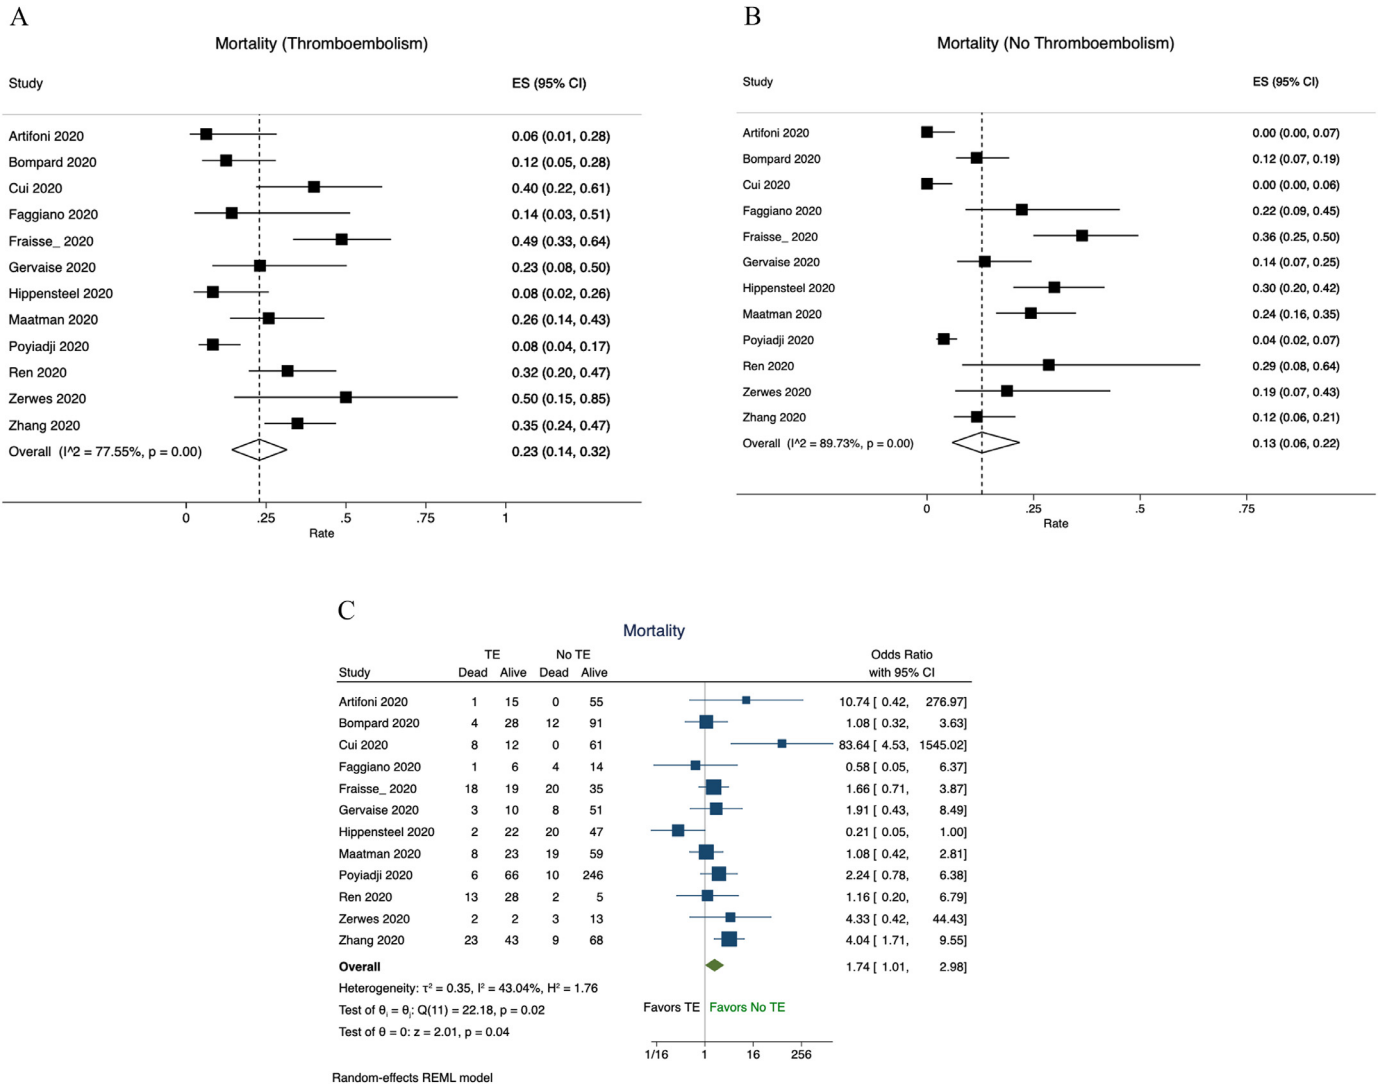 A
Mortality (Thromboembolism)
Study ES (95% CI)
Artifoni 2020 0.06 (0.01, 0.28)
Bompard 2020 0.12 (0.05, 0.28)
Cui 2020 0.40 (0.22, 0.61)
Faggiano 2020 0.14 (0.03, 0.51)
Fraisse_ 2020 0.49 (0.33, 0.64)
Gervaise 2020 0.23 (0.08, 0.50)
Hippensteel 2020 0.08 (0.02, 0.26)
Maatman 2020 0.26 (0.14, 0.43)
Poyiadji 2020 0.08 (0.04, 0.17)
Ren 2020 0.32 (0.20, 0.47)
Zerwes 2020 0.50 (0.15, 0.85)
Zhang 2020 0.35 (0.24, 0.47)
Overall (I^2 = 77.55%, p = 0.00) 0.23 (0.14, 0.32)
0 .25 .5 .75 1
Rate
B
Mortality (No Thromboembolism)
Study ES (95% CI)
Artifoni 2020 0.00 (0.00, 0.07)
Bompard 2020 0.12 (0.07, 0.19)
Cui 2020 0.00 (0.00, 0.06)
Faggiano 2020 0.22 (0.09, 0.45)
Fraisse_ 2020 0.36 (0.25, 0.50)
Gervaise 2020 0.14 (0.07, 0.25)
Hippensteel 2020 0.30 (0.20, 0.42)
Maatman 2020 0.24 (0.16, 0.35)
Poyiadji 2020 0.04 (0.02, 0.07)
Ren 2020 0.29 (0.08, 0.64)
Zerwes 2020 0.19 (0.07, 0.43)
Zhang 2020 0.12 (0.06, 0.21)
Overall (I^2 = 89.73%, p = 0.00) 0.13 (0.06, 0.22)
0 .25 .5 .75
Rate
C
Mortality
TE No TE Odds Ratio
Study Dead Alive Dead Alive with 95% CI
Artifoni 2020 1 15 0 55 10.74 [ 0.42, 276.97]
Bompard 2020 4 28 12 91 1.08 [ 0.32, 3.63]
Cui 2020 8 12 0 61 83.64 [ 4.53, 1545.02]
Faggiano 2020 1 6 4 14 0.58 [ 0.05, 6.37]
Fraisse_ 2020 18 19 20 35 1.66 [ 0.71, 3.87]
Gervaise 2020 3 10 8 51 1.91 [ 0.43, 8.49]
Hippensteel 2020 2 22 20 47 0.21 [ 0.05, 1.00]
Maatman 2020 8 23 19 59 1.08 [ 0.42, 2.81]
Poyiadji 2020 6 66 10 246 2.24 [ 0.78, 6.38]
Ren 2020 13 28 2 5 1.16 [ 0.20, 6.79]
Zerwes 2020 2 2 3 13 4.33 [ 0.42, 44.43]
Zhang 2020 23 43 9 68 4.04 [ 1.71, 9.55]
Overall 1.74 [ 1.01, 2.98]
Heterogeneity: τ² = 0.35, I² = 43.04%, H² = 1.76
Test of θᵢ = θⱼ: Q(11) = 22.18, p = 0.02
Test of θ = 0: z = 2.01, p = 0.04
Favors TE Favors No TE
1/16 1 16 256
Random-effects REML model